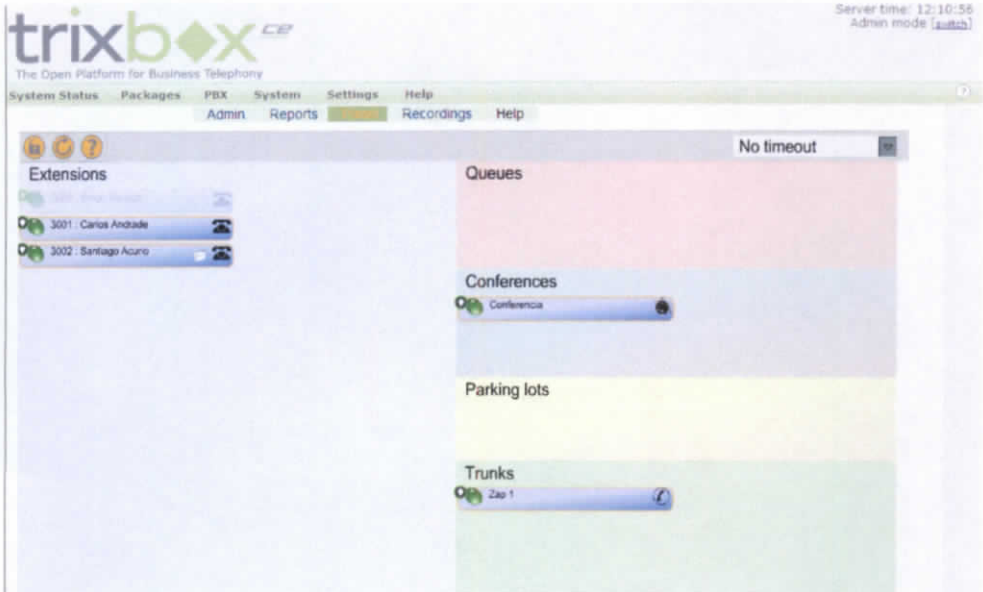 trixbox CE
The Open Platform for Business Telephony
Server time: 12:10:56
Admin mode [switch]
System Status Packages PBX System Settings Help
?
Admin Reports Recordings Help
? No timeout
Extensions
3001 : Carlos Andrade
3002 : Santiago Acurio
Queues
Conferences
Conferencia
Parking lots
Trunks
Zap 1